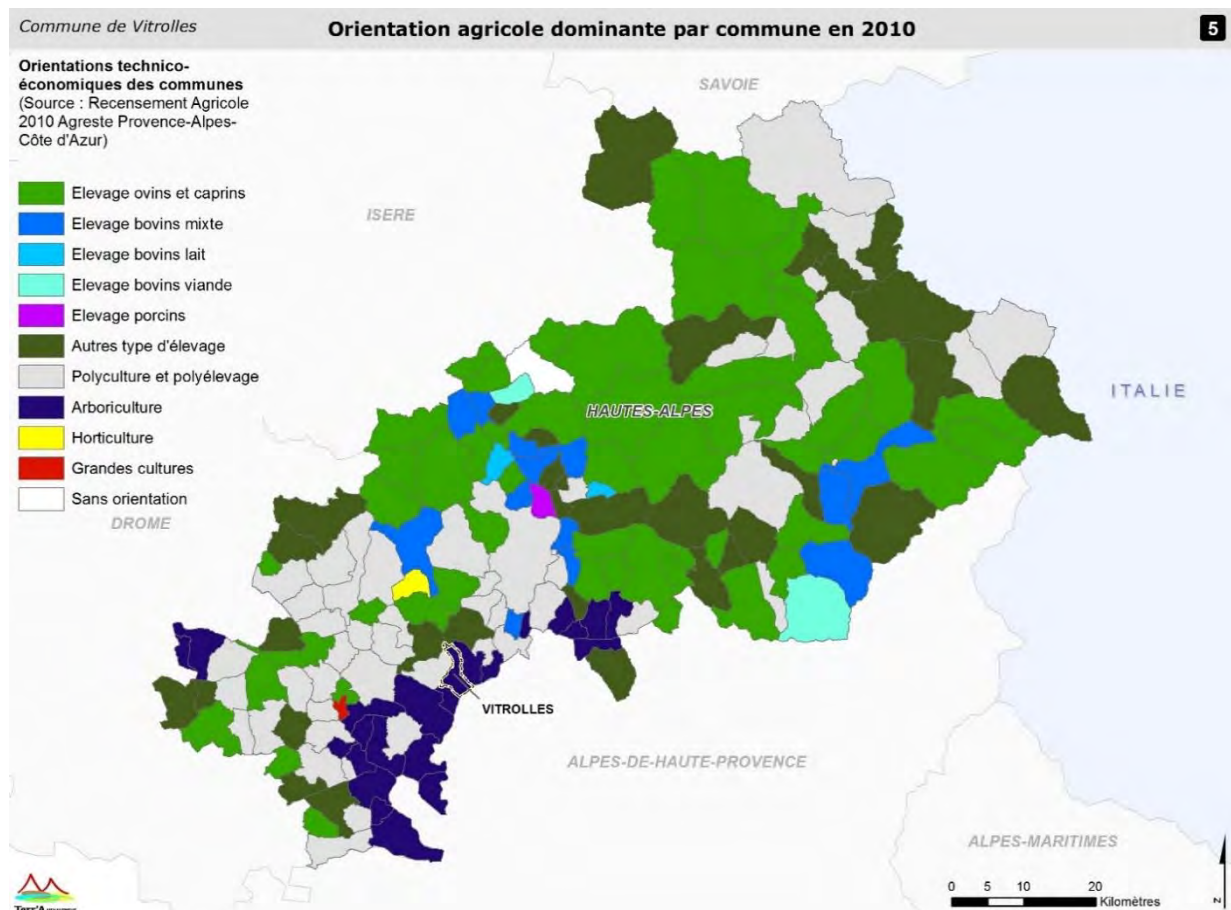 Commune de Vitrolles
Orientation agricole dominante par commune en 2010
5
Orientations technico-
économiques des communes
(Source : Recensement Agricole
2010 Agreste Provence-Alpes-
Côte d'Azur)
Elevage ovins et caprins
Elevage bovins mixte
Elevage bovins lait
Elevage bovins viande
Elevage porcins
Autres type d'élevage
Polyculture et polyélevage
Arboriculture
Horticulture
Grandes cultures
Sans orientation
SAVOIE
ISERE
ITALIE
HAUTES-ALPES
DROME
VITROLLES
ALPES-DE-HAUTE-PROVENCE
ALPES-MARITIMES
0 5 10 20
Kilomètres
N